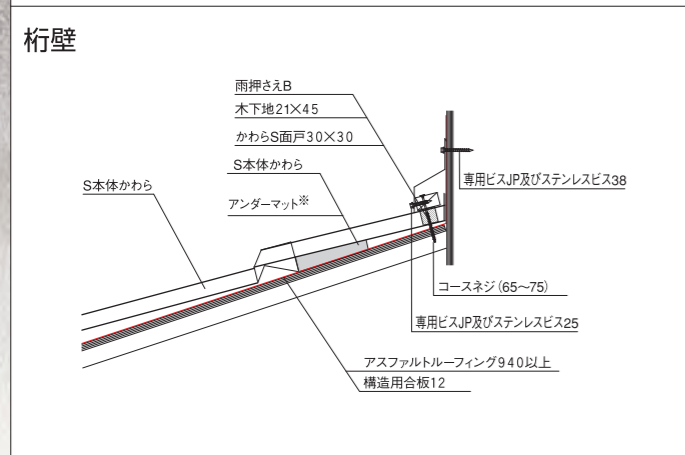 桁壁
雨押さえB
木下地21×45
かわらS面戸30×30
S本体かわら
S本体かわら
アンダーマット※
専用ビスJP及びステンレスビス38
コースネジ(65～75)
専用ビスJP及びステンレスビス25
アスファルトルーフィング940以上
構造用合板12